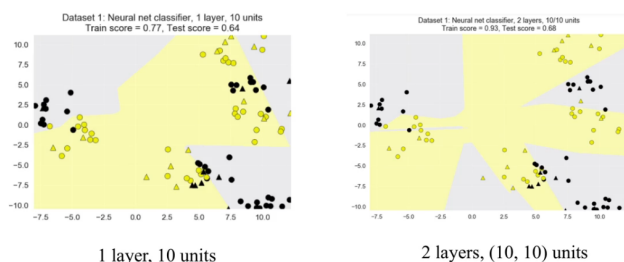 Dataset 1: Neural net classifier, 1 layer, 10 units
Train score = 0.77, Test score = 0.64
10.0
7.5
5.0
2.5
0.0
-2.5
-5.0
-7.5
-10.0
-7.5 -5.0 -2.5 0.0 2.5 5.0 7.5 10.0
1 layer, 10 units
Dataset 1: Neural net classifier, 2 layers, 10/10 units
Train score = 0.93, Test score = 0.68
10.0
7.5
5.0
2.5
0.0
-2.5
-5.0
-7.5
-10.0
-7.5 -5.0 -2.5 0.0 2.5 5.0 7.5 10.0
2 layers, (10, 10) units